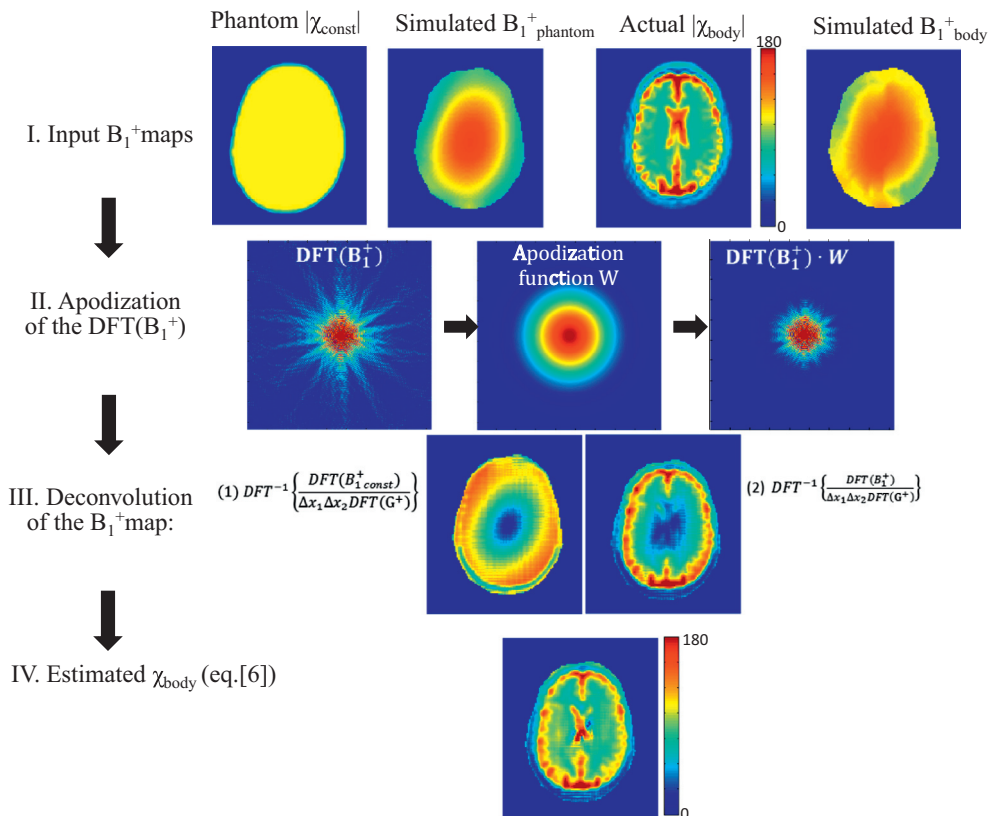 Phantom |χconst|
Simulated B₁⁺phantom
Actual |χbody|
Simulated B₁⁺body
180
0
I. Input B₁⁺maps
DFT(B₁⁺)
Apodization
function W
DFT(B₁⁺) · W
II. Apodization
of the DFT(B₁⁺)
III. Deconvolution
of the B₁⁺map:
(1) DFT⁻¹{DFT(B₁⁺const)/Δx₁Δx₂DFT(G⁺)}
(2) DFT⁻¹{DFT(B₁⁺)/Δx₁Δx₂DFT(G⁺)}
IV. Estimated χbody (eq.[6])
180
0